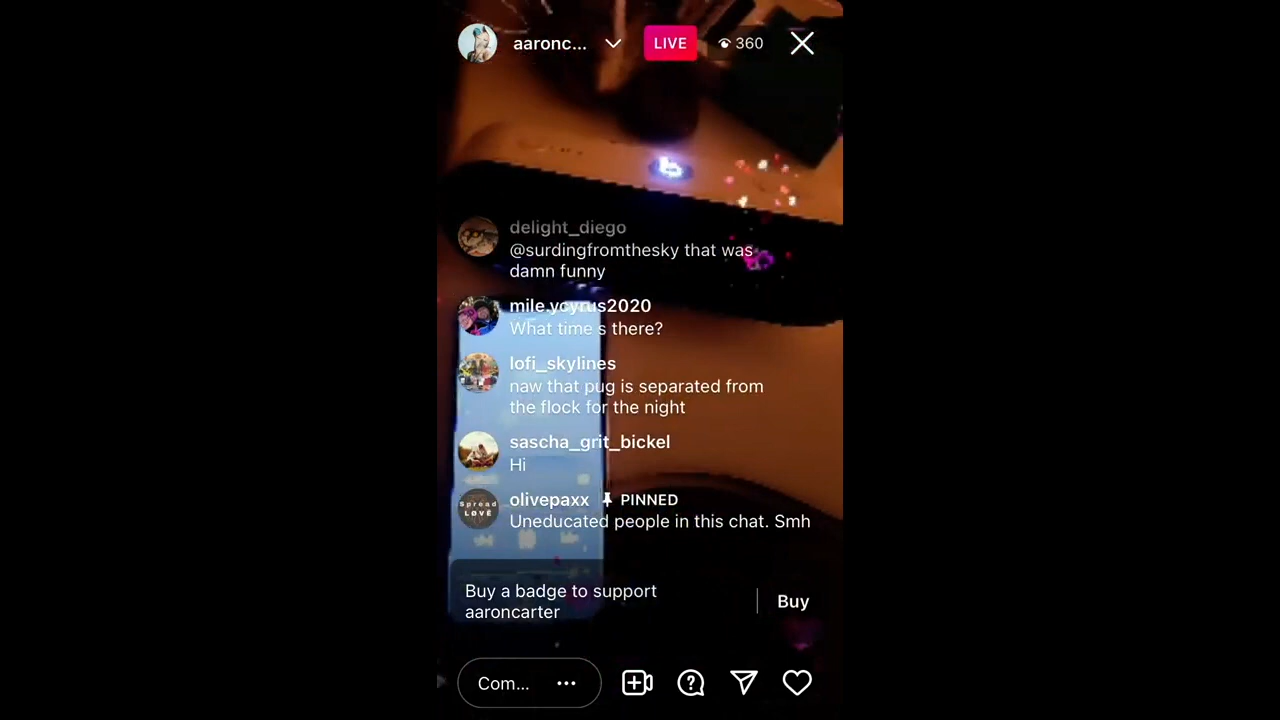 aaronc...
LIVE
360
delight_diego
@surdingfromthesky that was
damn funny
mile.ycyrus2020
What time s there?
lofi_skylines
naw that pug is separated from
the flock for the night
sascha_grit_bickel
Hi
Spread
LØVĒ
olivepaxx PINNED
Uneducated people in this chat. Smh
Buy a badge to support
aaroncarter
Buy
Com...